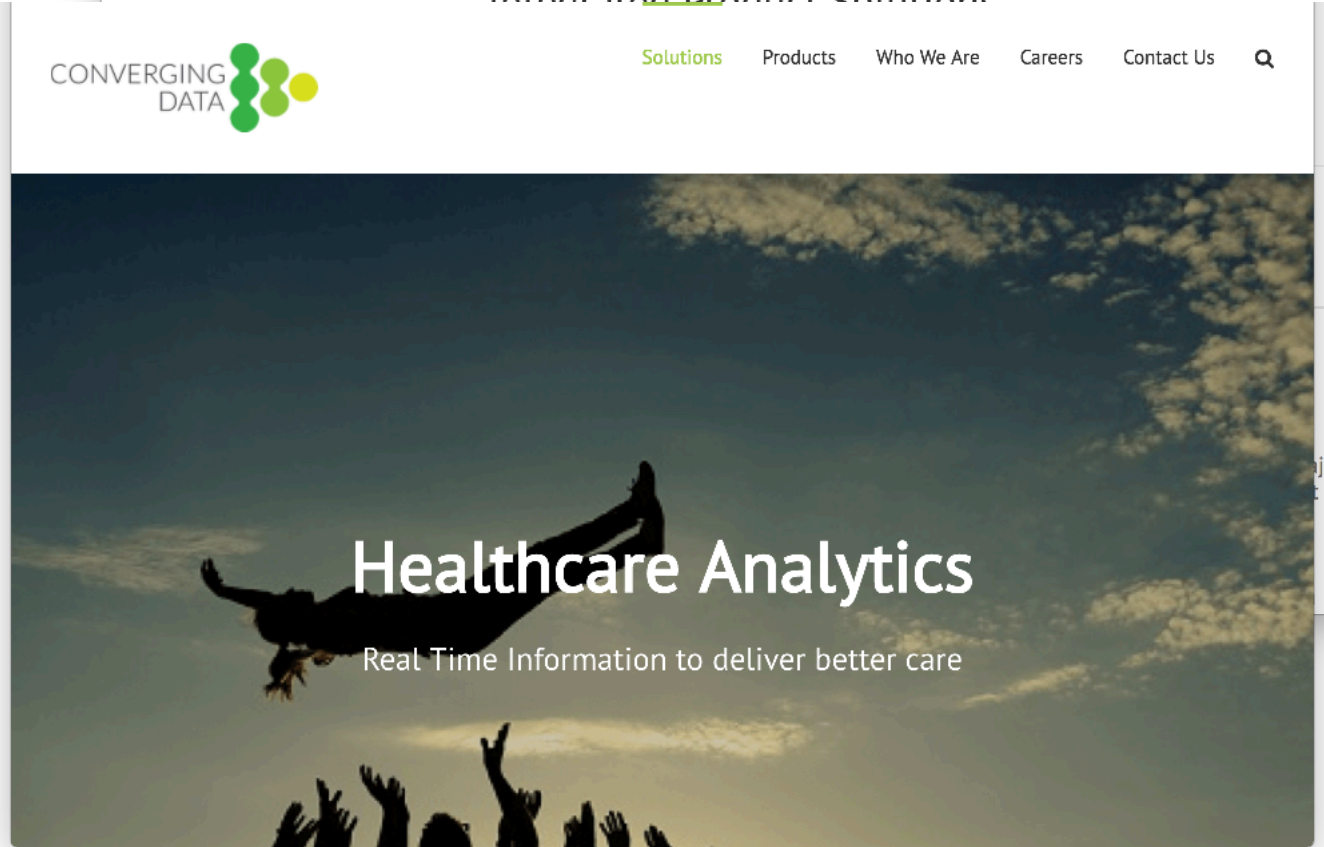 CONVERGING
DATA
Solutions Products Who We Are Careers Contact Us
Healthcare Analytics
Real Time Information to deliver better care